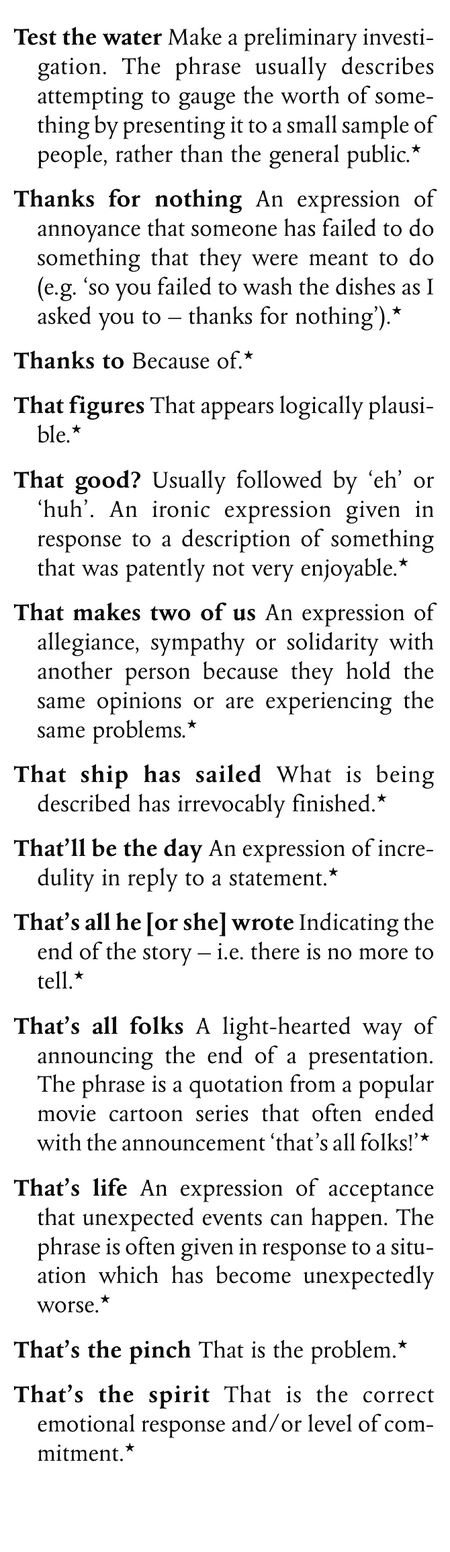 Test the water Make a preliminary investi-
gation. The phrase usually describes
attempting to gauge the worth of some-
thing by presenting it to a small sample of
people, rather than the general public.★
Thanks for nothing An expression of
annoyance that someone has failed to do
something that they were meant to do
(e.g. ‘so you failed to wash the dishes as I
asked you to – thanks for nothing’).★
Thanks to Because of.★
That figures That appears logically plausi-
ble.★
That good? Usually followed by ‘eh’ or
‘huh’. An ironic expression given in
response to a description of something
that was patently not very enjoyable.★
That makes two of us An expression of
allegiance, sympathy or solidarity with
another person because they hold the
same opinions or are experiencing the
same problems.★
That ship has sailed What is being
described has irrevocably finished.★
That’ll be the day An expression of incre-
dulity in reply to a statement.★
That’s all he [or she] wrote Indicating the
end of the story – i.e. there is no more to
tell.★
That’s all folks A light-hearted way of
announcing the end of a presentation.
The phrase is a quotation from a popular
movie cartoon series that often ended
with the announcement ‘that’s all folks!’★
That’s life An expression of acceptance
that unexpected events can happen. The
phrase is often given in response to a situ-
ation which has become unexpectedly
worse.★
That’s the pinch That is the problem.★
That’s the spirit That is the correct
emotional response and/or level of com-
mitment.★